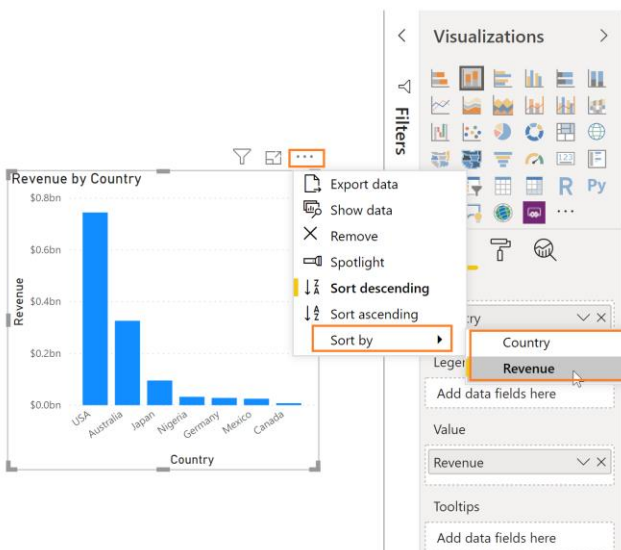 Visualizations
Filters
123
R Py
Revenue by Country
$0.8bn
$0.6bn
$0.4bn
$0.2bn
$0.0bn
Revenue
USA
Australia
Japan
Nigeria
Germany
Mexico
Canada
Country
Export data
Show data
Remove
Spotlight
Sort descending
Sort ascending
Sort by
Country
Revenue
Add data fields here
Value
Revenue
Tooltips
Add data fields here